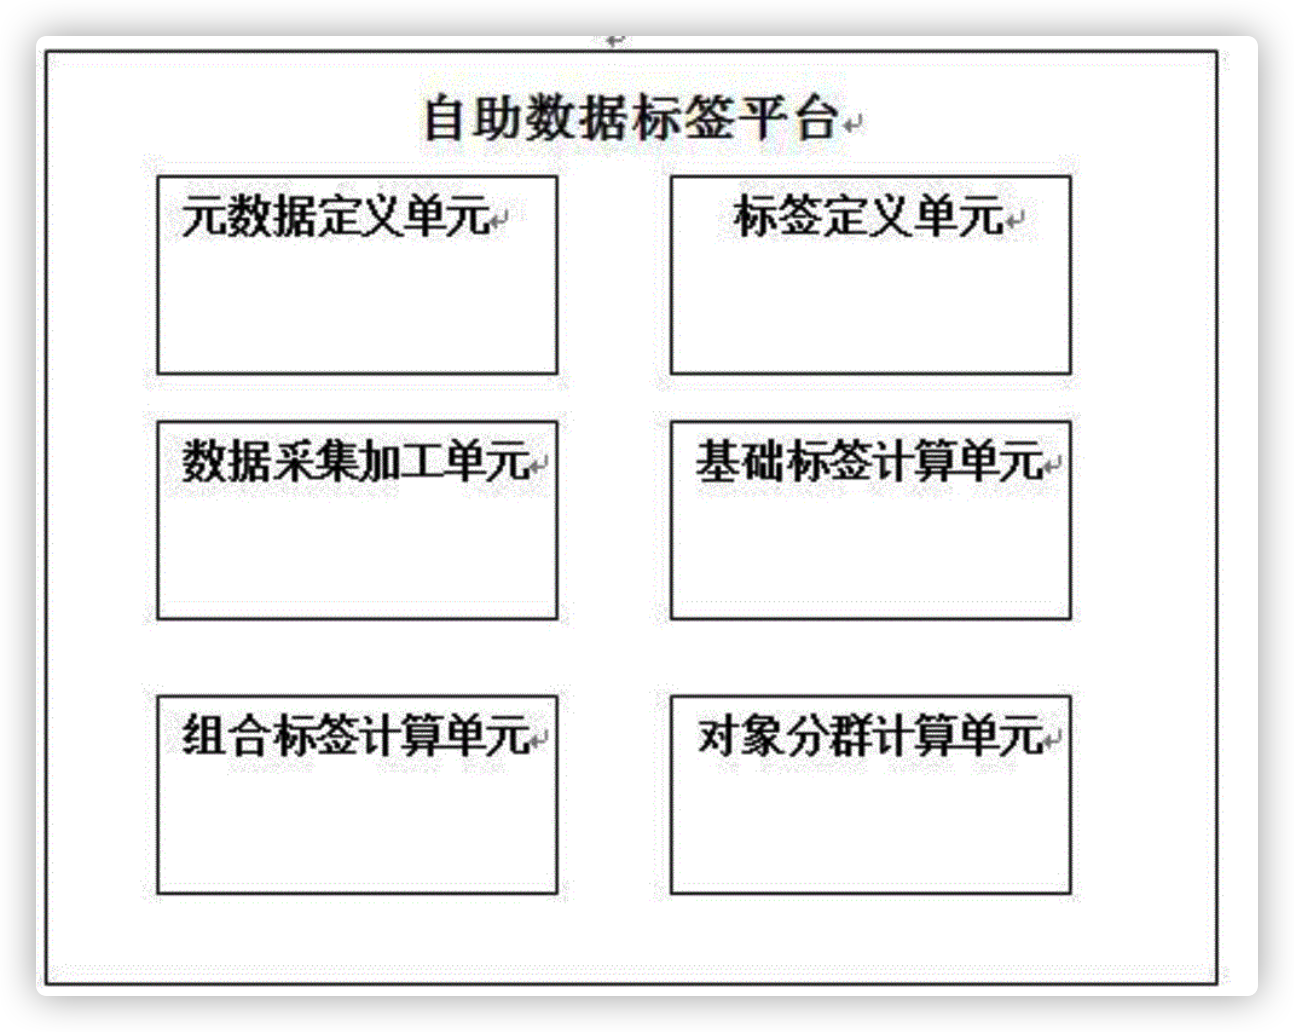 自助数据标签平台
元数据定义单元
标签定义单元
数据采集加工单元
基础标签计算单元
组合标签计算单元
对象分群计算单元